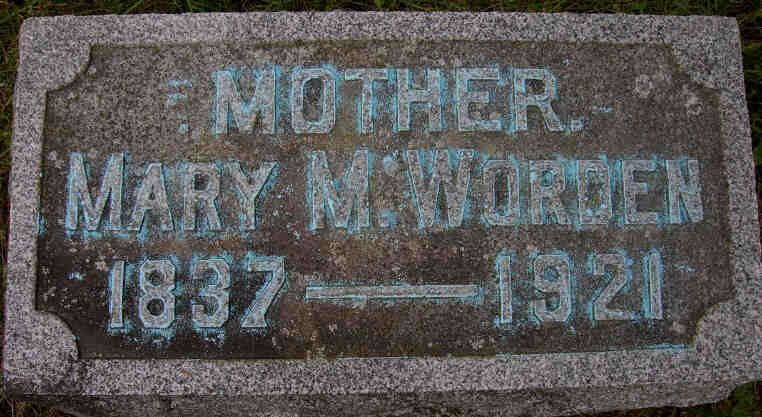 MOTHER.
MARY M. WORDEN
1837 — 1921